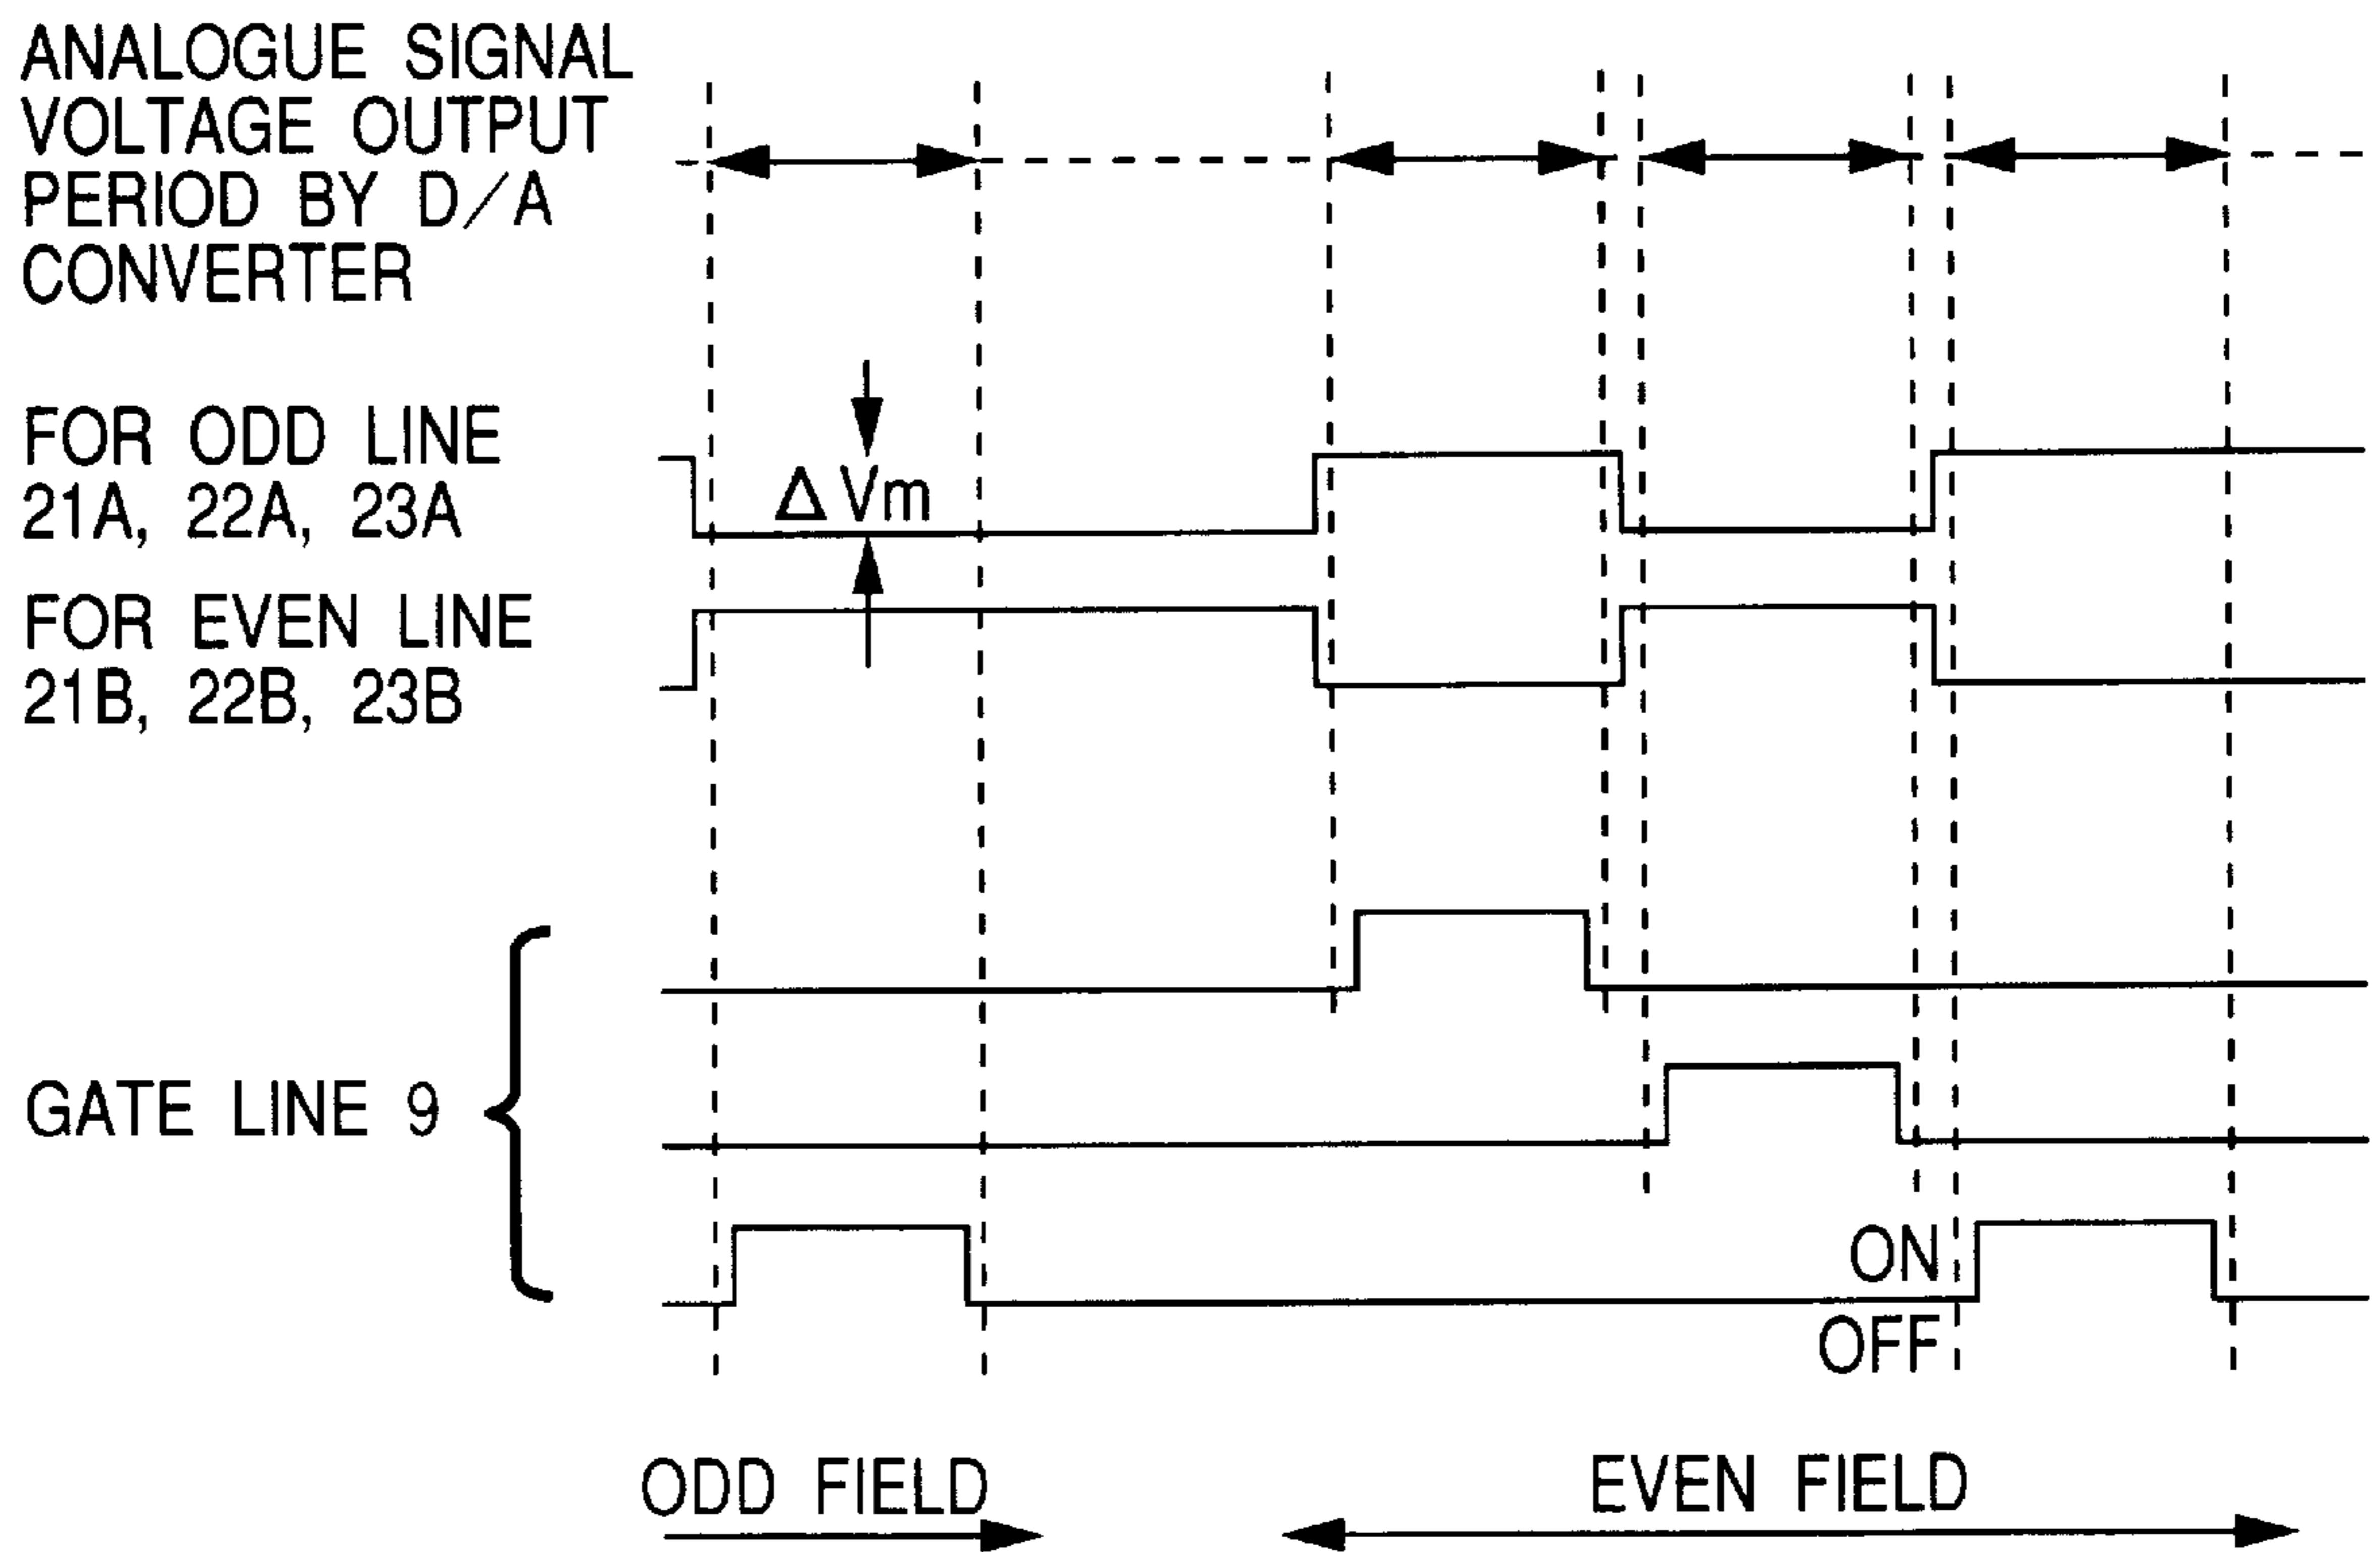 ANALOGUE SIGNAL
VOLTAGE OUTPUT
PERIOD BY D/A
CONVERTER
FOR ODD LINE
21A, 22A, 23A
ΔVm
FOR EVEN LINE
21B, 22B, 23B
GATE LINE 9
ON
OFF
ODD FIELD
EVEN FIELD